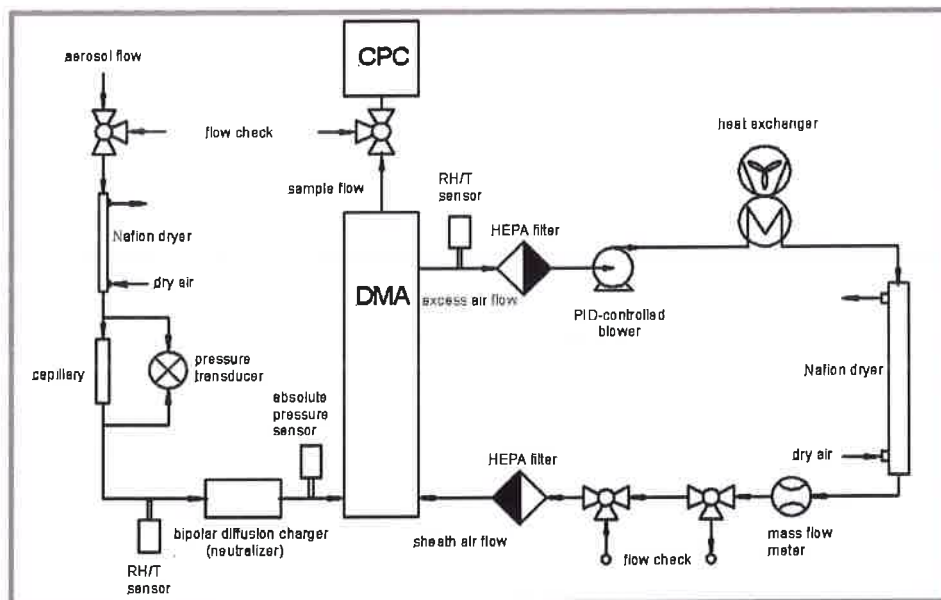 CPC
aerosol flow
flow check
heat exchanger
sample flow
RH/T
sensor
HEPA filter
Nafion dryer
dry air
DMA
excess air flow
PID-controlled
blower
capillary
pressure
transducer
Nafion dryer
absolute
pressure
sensor
HEPA filter
dry air
bipolar diffusion charger
(neutralizer)
sheath air flow
flow check
mass flow
meter
RH/T
sensor